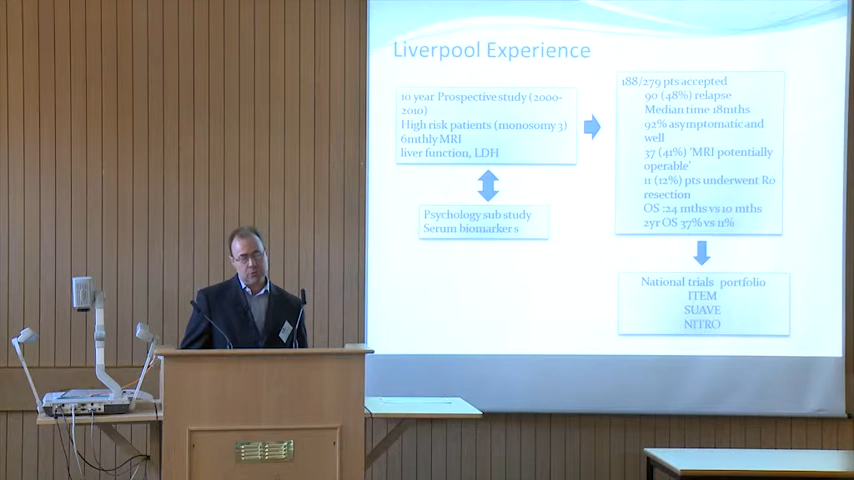 Liverpool Experience
10 year Prospective study (2000-
2010)
High risk patients (monosomy 3)
6mthly MRI
liver function, LDH
Psychology sub study
Serum biomarkers
188/279 pts accepted
90 (48%) relapse
Median time 18mths
92% asymptomatic and
well
37 (41%) 'MRI potentially
operable'
11 (12%) pts underwent R0
resection
OS :24 mths vs 10 mths
2yr OS 37% vs 11%
National trials portfolio
ITEM
SUAVE
NITRO